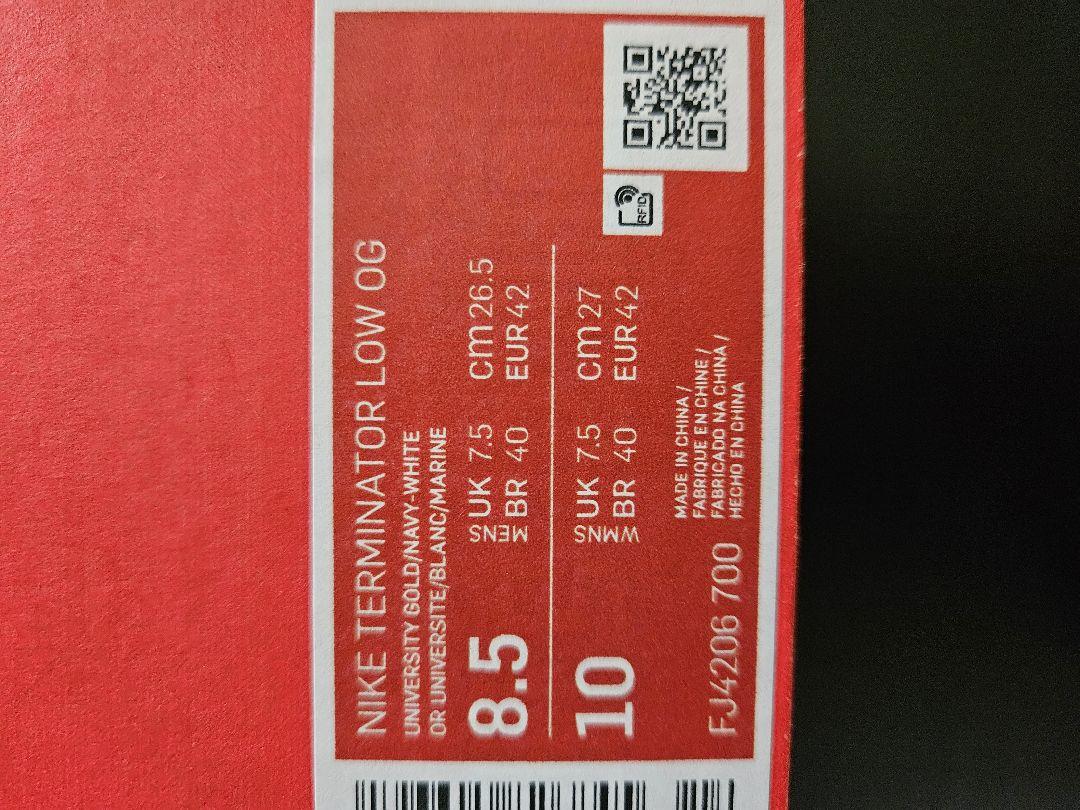 NIKE TERMINATOR LOW OG
UNIVERSITY GOLD/NAVY-WHITE
OR UNIVERSITE/BLANC/MARINE
8.5 MENS UK 7.5 cm 26.5
BR 40 EUR 42
10 WMNS UK 7.5 cm 27
BR 40 EUR 42
RFID
FJ4206 700
MADE IN CHINA /
FABRIQUE EN CHINE /
FABRICADO NA CHINA /
HECHO EN CHINA